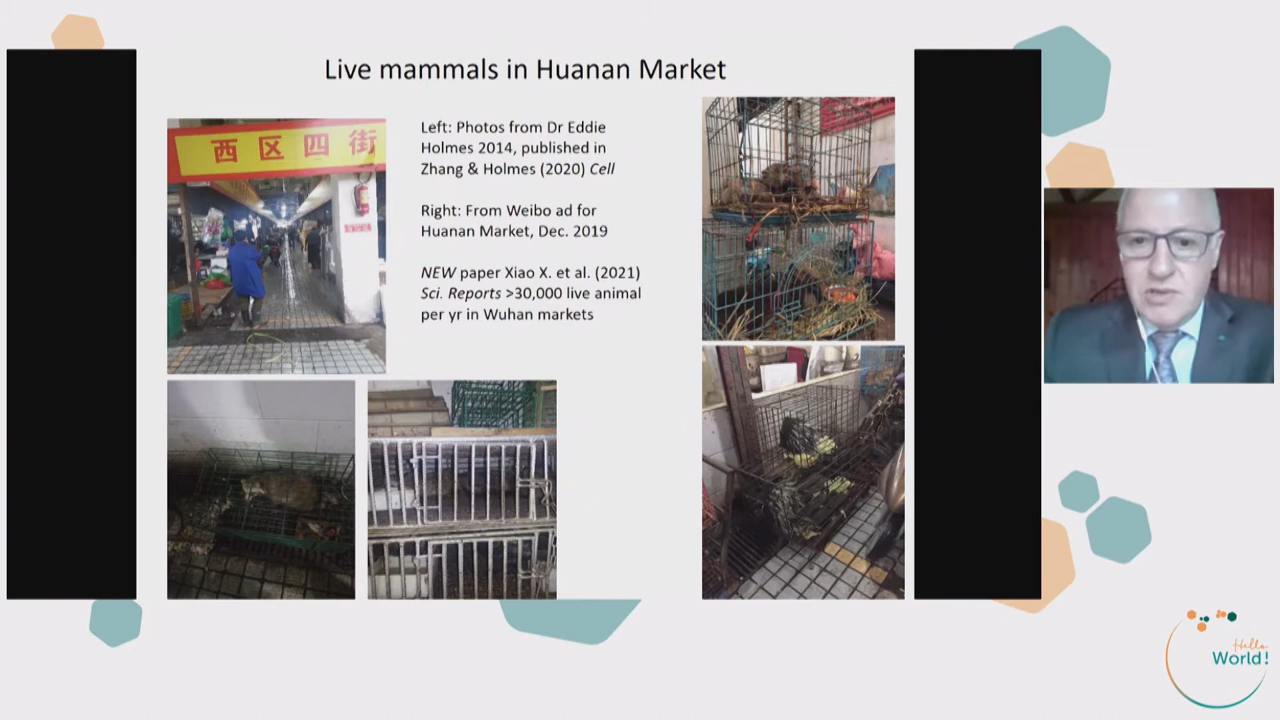 Live mammals in Huanan Market
西区四街
Left: Photos from Dr Eddie
Holmes 2014, published in
Zhang & Holmes (2020) Cell
Right: From Weibo ad for
Huanan Market, Dec. 2019
NEW paper Xiao X. et al. (2021)
Sci. Reports >30,000 live animal
per yr in Wuhan markets
Hello
World!